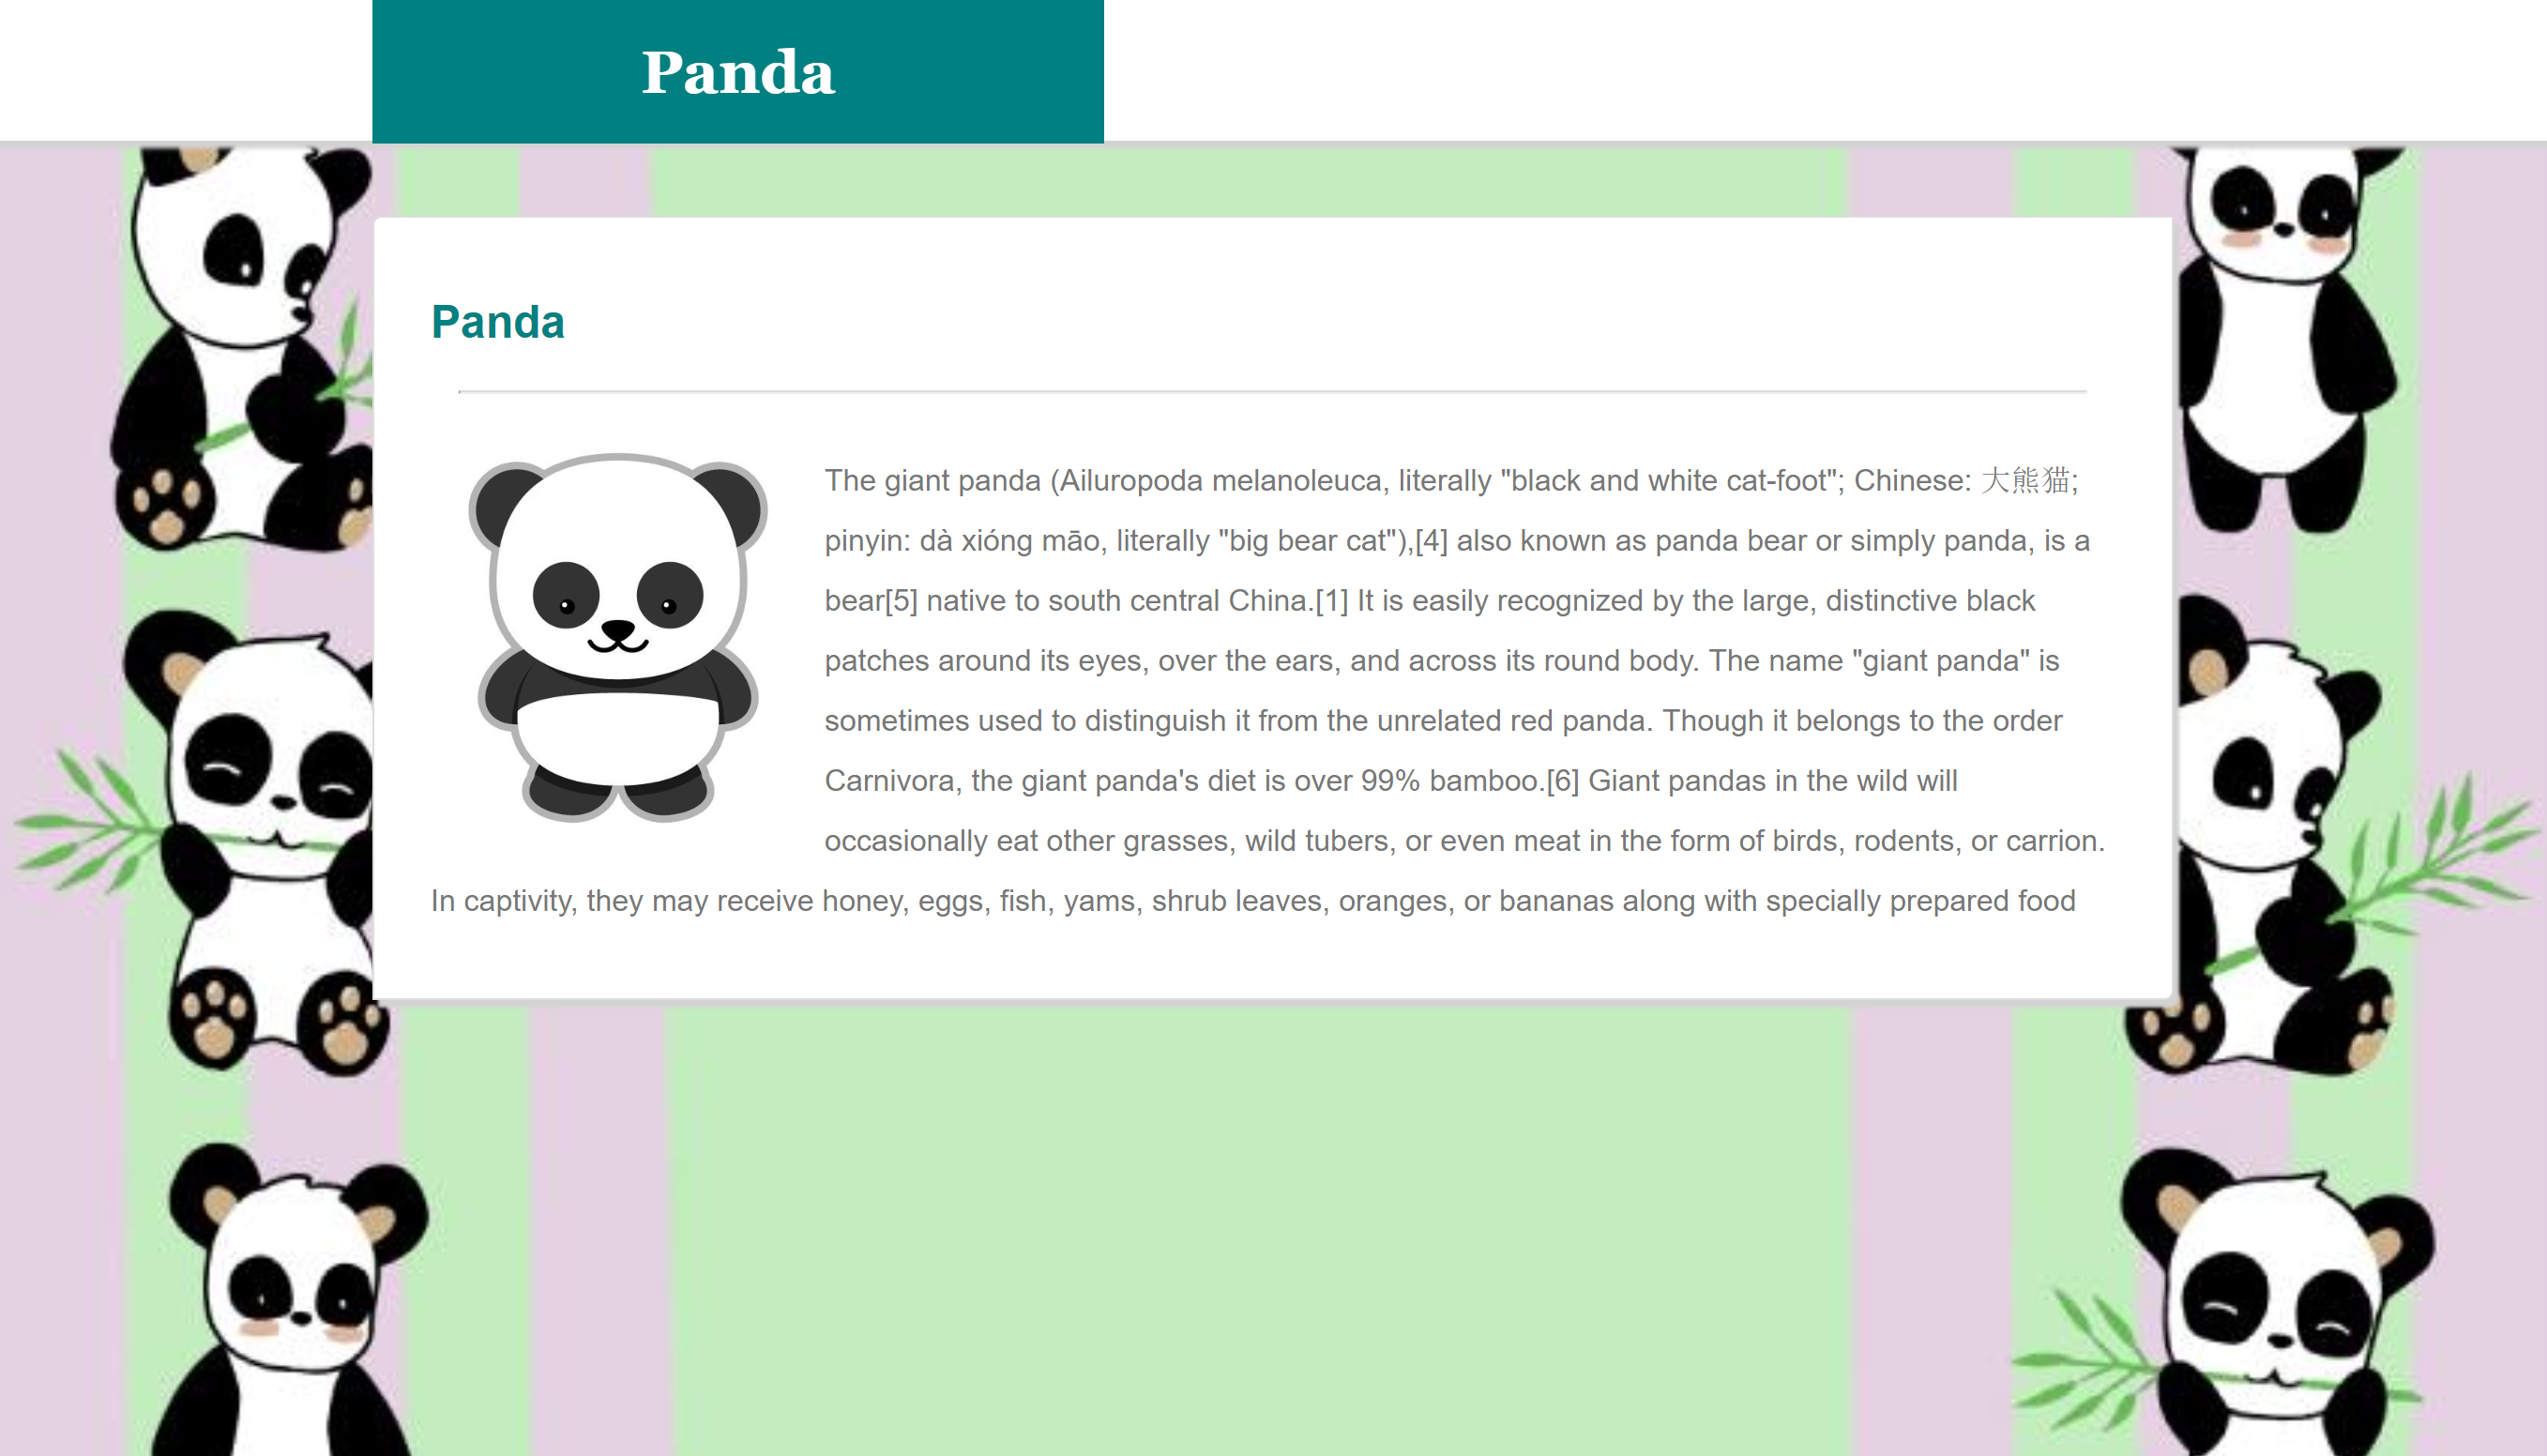 Panda
Panda
The giant panda (Ailuropoda melanoleuca, literally "black and white cat-foot"; Chinese: 大熊猫;
pinyin: dà xióng māo, literally "big bear cat"),[4] also known as panda bear or simply panda, is a
bear[5] native to south central China.[1] It is easily recognized by the large, distinctive black
patches around its eyes, over the ears, and across its round body. The name "giant panda" is
sometimes used to distinguish it from the unrelated red panda. Though it belongs to the order
Carnivora, the giant panda's diet is over 99% bamboo.[6] Giant pandas in the wild will
occasionally eat other grasses, wild tubers, or even meat in the form of birds, rodents, or carrion.
In captivity, they may receive honey, eggs, fish, yams, shrub leaves, oranges, or bananas along with specially prepared food